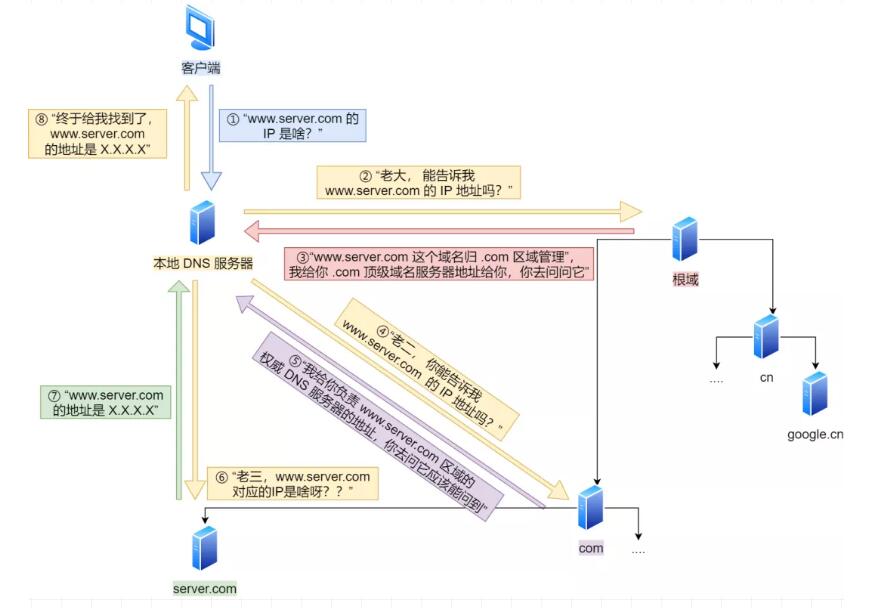 客户端
① “www.server.com 的
IP 是啥？”
⑧ “终于给我找到了，
www.server.com
的地址是 X.X.X.X”
② “老大， 能告诉我
www.server.com 的 IP 地址吗？”
③“www.server.com 这个域名归 .com 区域管理”，
我给你 .com 顶级域名服务器地址给你，你去问问它”
本地 DNS 服务器
根域
④ “老二， 你能告诉我
www.server.com 的 IP 地址吗？”
⑤ “我给你负责 www.server.com 区域的
权威 DNS 服务器的地址，你去问它应该能问到”
cn
....
google.cn
⑦ “www.server.com
的地址是 X.X.X.X”
⑥ “老三，www.server.com
对应的IP是啥呀？？”
com
....
server.com